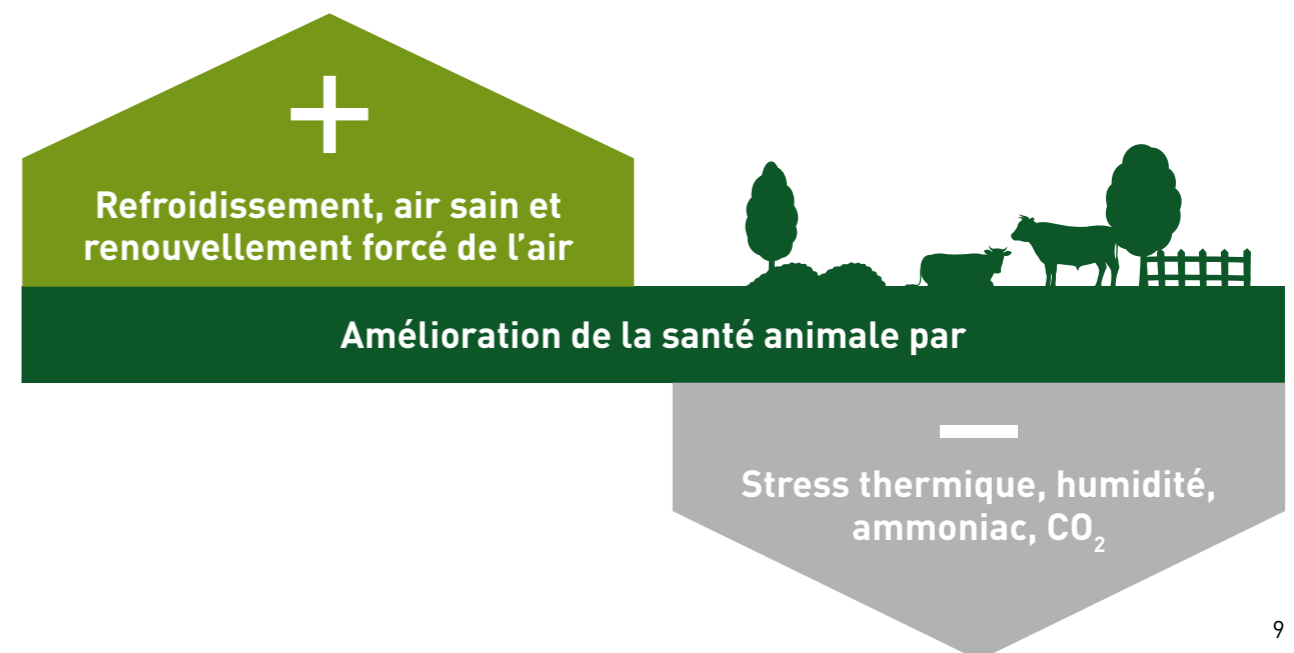 +
Refroidissement, air sain et
renouvellement forcé de l’air
Amélioration de la santé animale par
—
Stress thermique, humidité,
ammoniac, CO₂
9